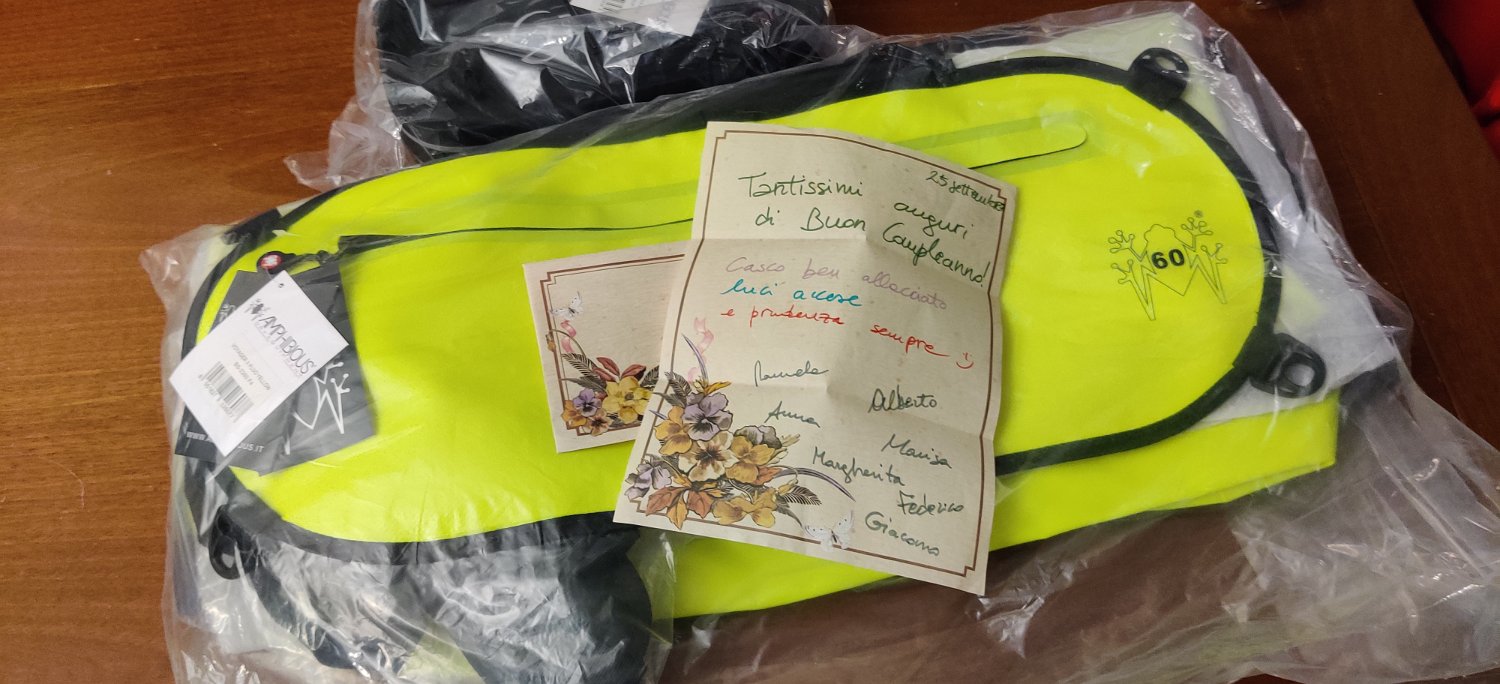 25 settembre
Tantissimi auguri
di Buon Compleanno!
Casco ben allacciato
luci accese
e prudenza sempre :)
Pamela
Alberto
Anna
Marisa
Margherita
Federico
Giacomo
60
®
AMPHIBIOUS